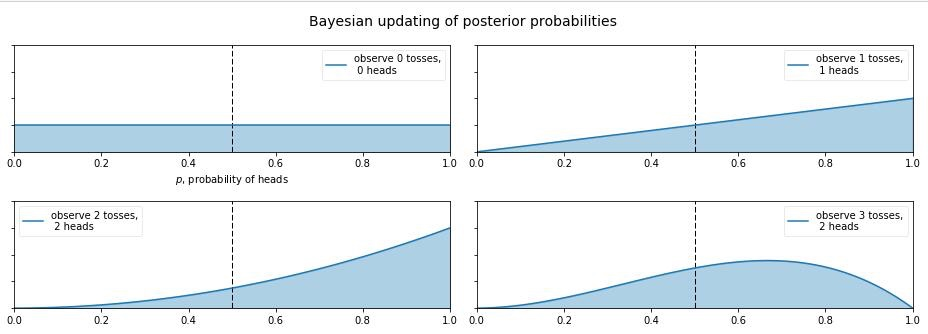 Bayesian updating of posterior probabilities
observe 0 tosses,
0 heads
0.0 0.2 0.4 0.6 0.8 1.0
p, probability of heads
observe 1 tosses,
1 heads
0.0 0.2 0.4 0.6 0.8 1.0
observe 2 tosses,
2 heads
0.0 0.2 0.4 0.6 0.8 1.0
observe 3 tosses,
2 heads
0.0 0.2 0.4 0.6 0.8 1.0